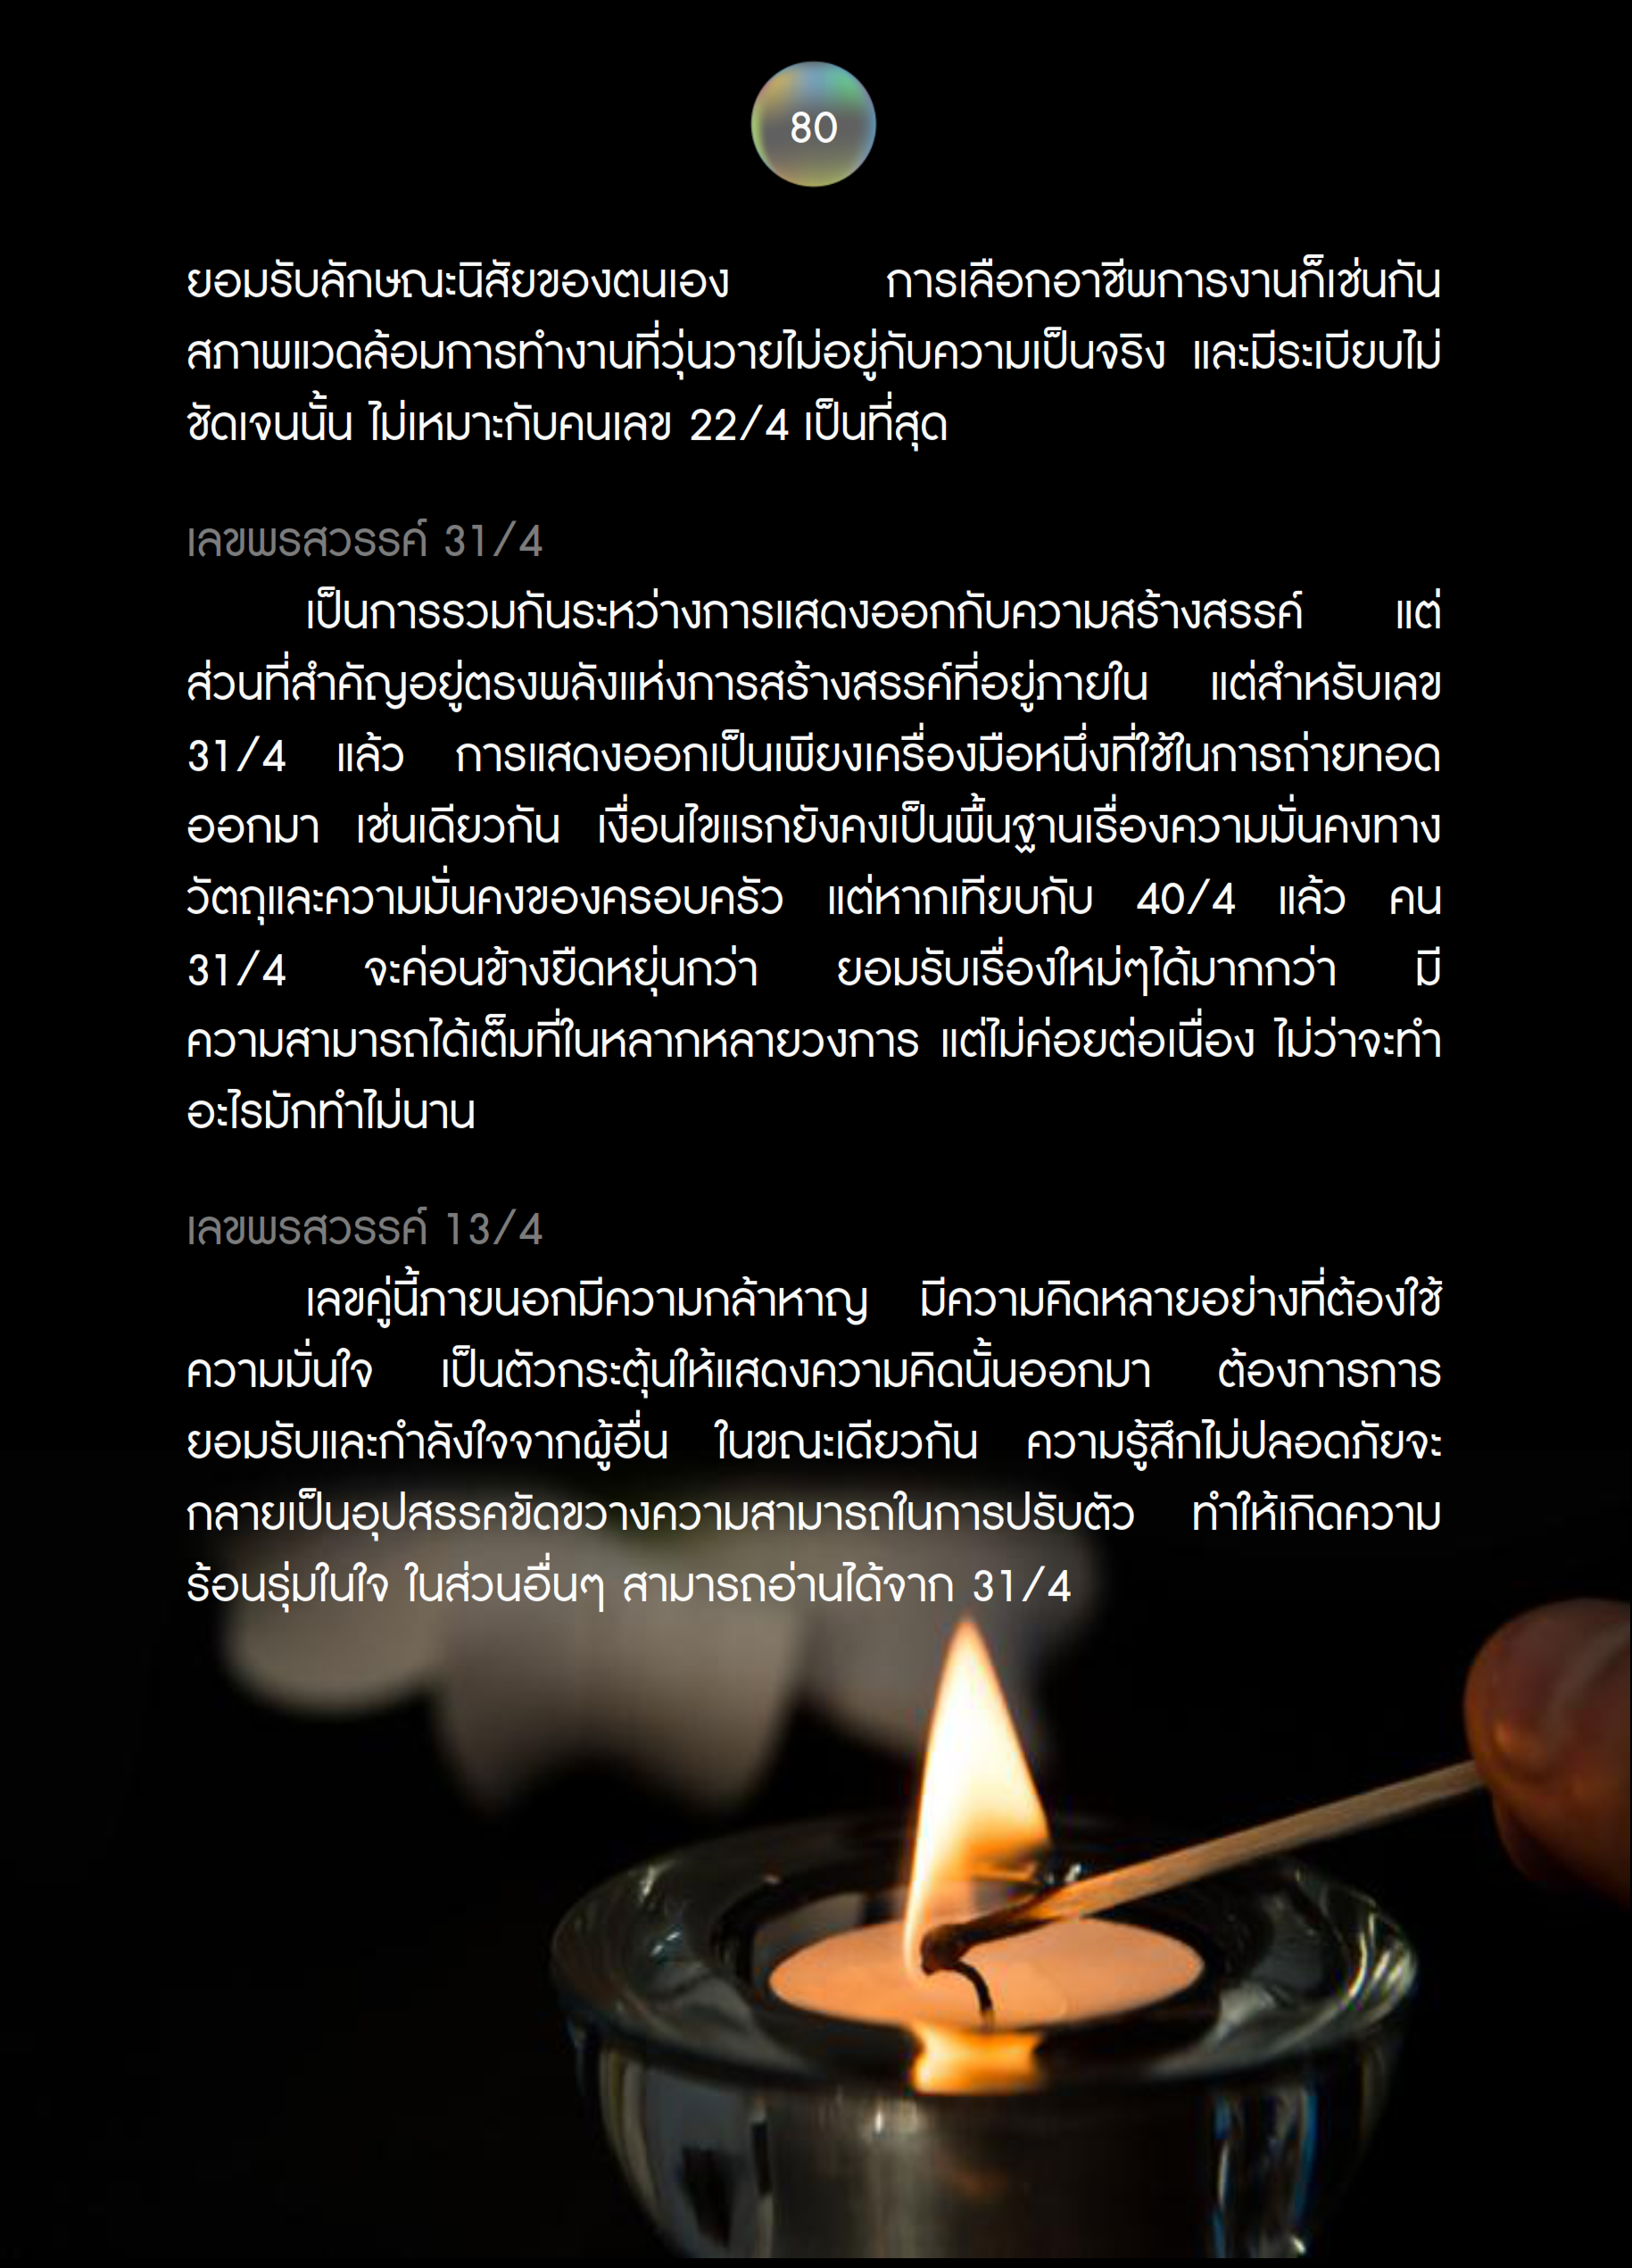 80
ยอมรับลักษณะนิสัยของตนเอง การเลือกอาชีพการงานก็เช่นกัน
สภาพแวดล้อมการทำงานที่วุ่นวายไม่อยู่กับความเป็นจริง และมีระเบียบไม่
ชัดเจนนั้น ไม่เหมาะกับคนเลข 22/4 เป็นที่สุด
เลขพรสวรรค์ 31/4
เป็นการรวมกันระหว่างการแสดงออกกับความสร้างสรรค์ แต่
ส่วนที่สำคัญอยู่ตรงพลังแห่งการสร้างสรรค์ที่อยู่ภายใน แต่สำหรับเลข
31/4 แล้ว การแสดงออกเป็นเพียงเครื่องมือหนึ่งที่ใช้ในการถ่ายทอด
ออกมา เช่นเดียวกัน เงื่อนไขแรกยังคงเป็นพื้นฐานเรื่องความมั่นคงทาง
วัตถุและความมั่นคงของครอบครัว แต่หากเทียบกับ 40/4 แล้ว คน
31/4 จะค่อนข้างยืดหยุ่นกว่า ยอมรับเรื่องใหม่ๆได้มากกว่า มี
ความสามารถได้เต็มที่ในหลากหลายวงการ แต่ไม่ค่อยต่อเนื่อง ไม่ว่าจะทำ
อะไรมักทำไม่นาน
เลขพรสวรรค์ 13/4
เลขคู่นี้ภายนอกมีความกล้าหาญ มีความคิดหลายอย่างที่ต้องใช้
ความมั่นใจ เป็นตัวกระตุ้นให้แสดงความคิดนั้นออกมา ต้องการการ
ยอมรับและกำลังใจจากผู้อื่น ในขณะเดียวกัน ความรู้สึกไม่ปลอดภัยจะ
กลายเป็นอุปสรรคขัดขวางความสามารถในการปรับตัว ทำให้เกิดความ
ร้อนรุ่มในใจ ในส่วนอื่นๆ สามารถอ่านได้จาก 31/4